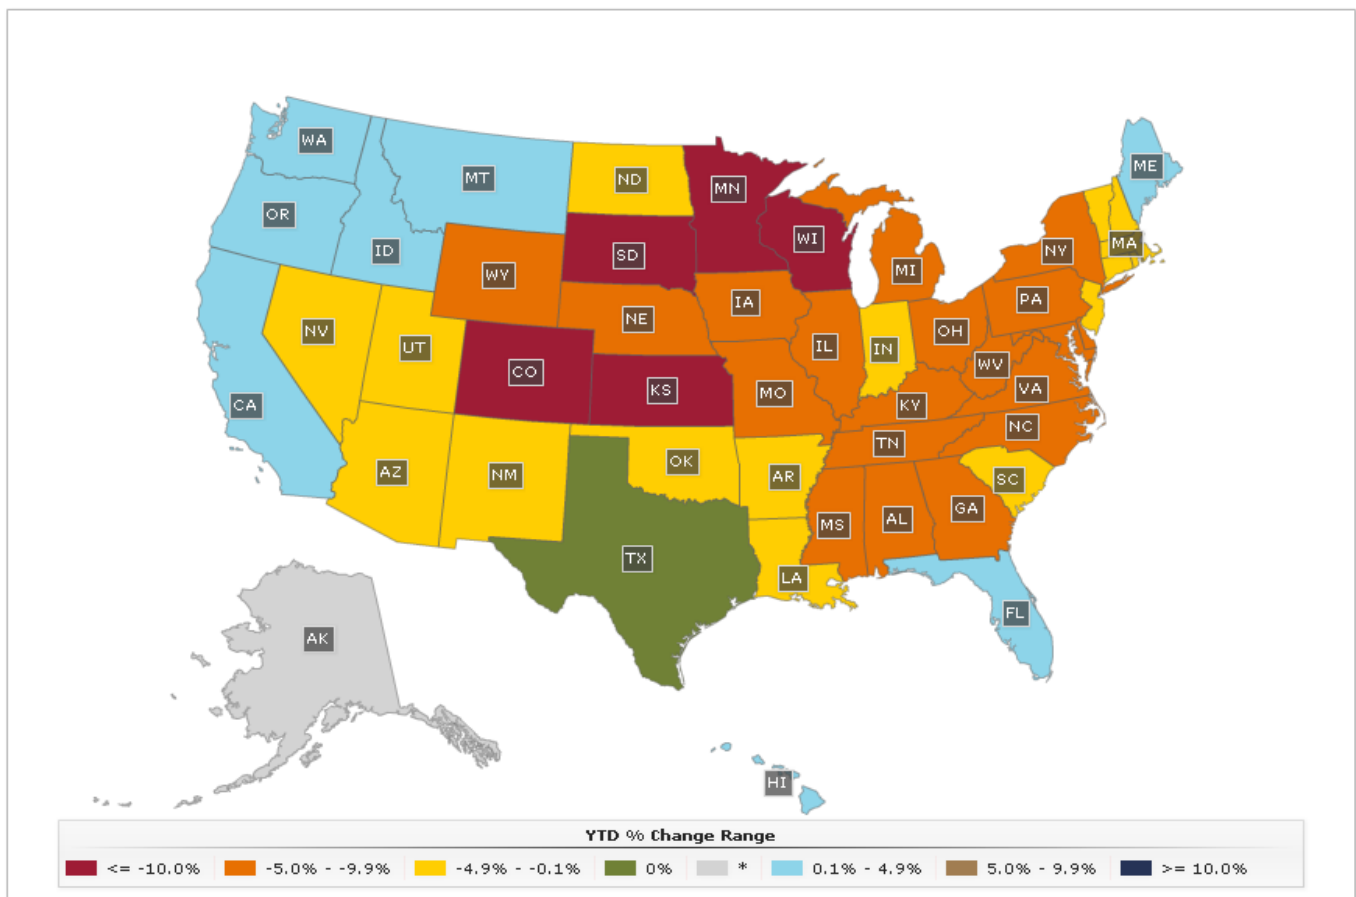 WA
ME
ND
MT
MN
OR
WI
MA
ID
NY
SD
MI
WY
PA
IA
NE
NV
OH
UT
IL
IN
WV
CO
VA
KS
MO
CA
KY
NC
TN
OK
AZ
NM
AR
SC
GA
AL
MS
TX
LA
FL
AK
HI
YTD % Change Range
<= -10.0% -5.0% - -9.9% -4.9% - -0.1% 0% * 0.1% - 4.9% 5.0% - 9.9% >= 10.0%